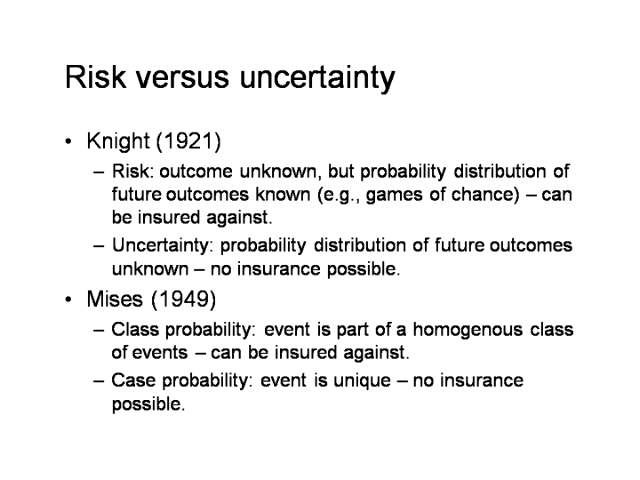 Risk versus uncertainty
• Knight (1921)
– Risk: outcome unknown, but probability distribution of
future outcomes known (e.g., games of chance) – can
be insured against.
– Uncertainty: probability distribution of future outcomes
unknown – no insurance possible.
• Mises (1949)
– Class probability: event is part of a homogenous class
of events – can be insured against.
– Case probability: event is unique – no insurance
possible.